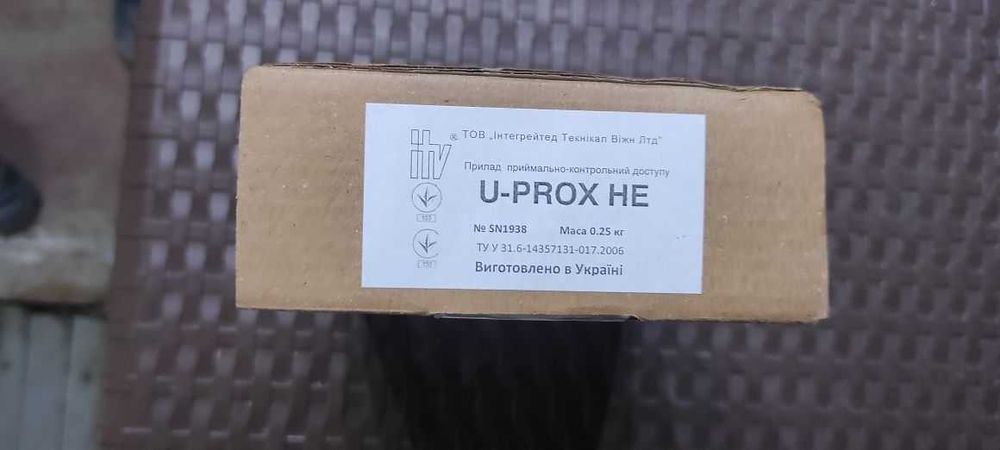 itv ® ТОВ „Інтегрейтед Текнікал Віжн Лтд"
Прилад приймально-контрольний доступу
U-PROX HE
№ SN1938 Маса 0.25 кг
ТУ У 31.6-14357131-017.2006
Виготовлено в Україні